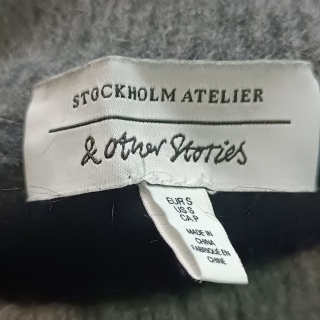 STOCKHOLM ATELIER
& Other Stories
EUR S
US S
CA P
MADE IN
CHINA
FABRIQUÉ EN
CHINE